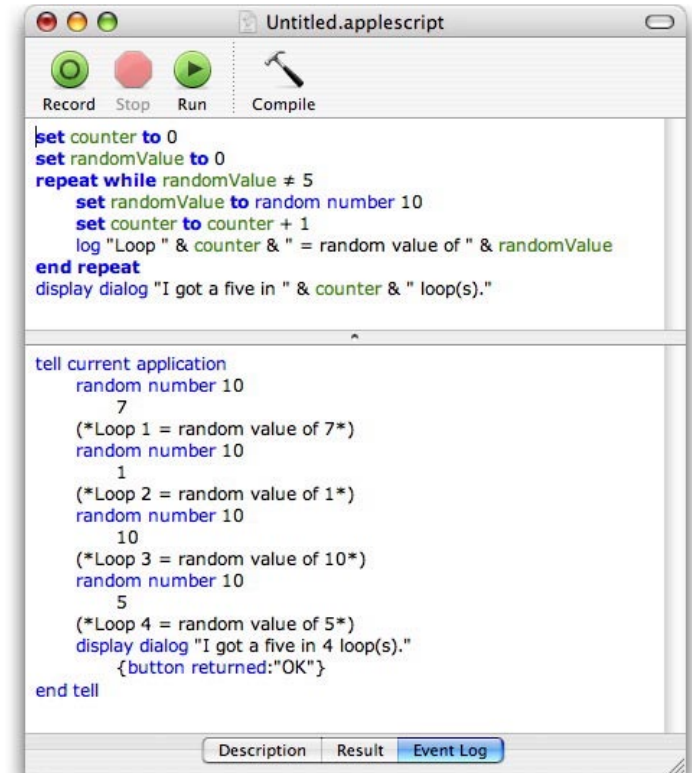 Untitled.applescript
Record Stop Run Compile
set counter to 0
set randomValue to 0
repeat while randomValue ≠ 5
set randomValue to random number 10
set counter to counter + 1
log "Loop " & counter & " = random value of " & randomValue
end repeat
display dialog "I got a five in " & counter & " loop(s)."
tell current application
random number 10
7
(*Loop 1 = random value of 7*)
random number 10
1
(*Loop 2 = random value of 1*)
random number 10
10
(*Loop 3 = random value of 10*)
random number 10
5
(*Loop 4 = random value of 5*)
display dialog "I got a five in 4 loop(s)."
{button returned:"OK"}
end tell
Description Result Event Log